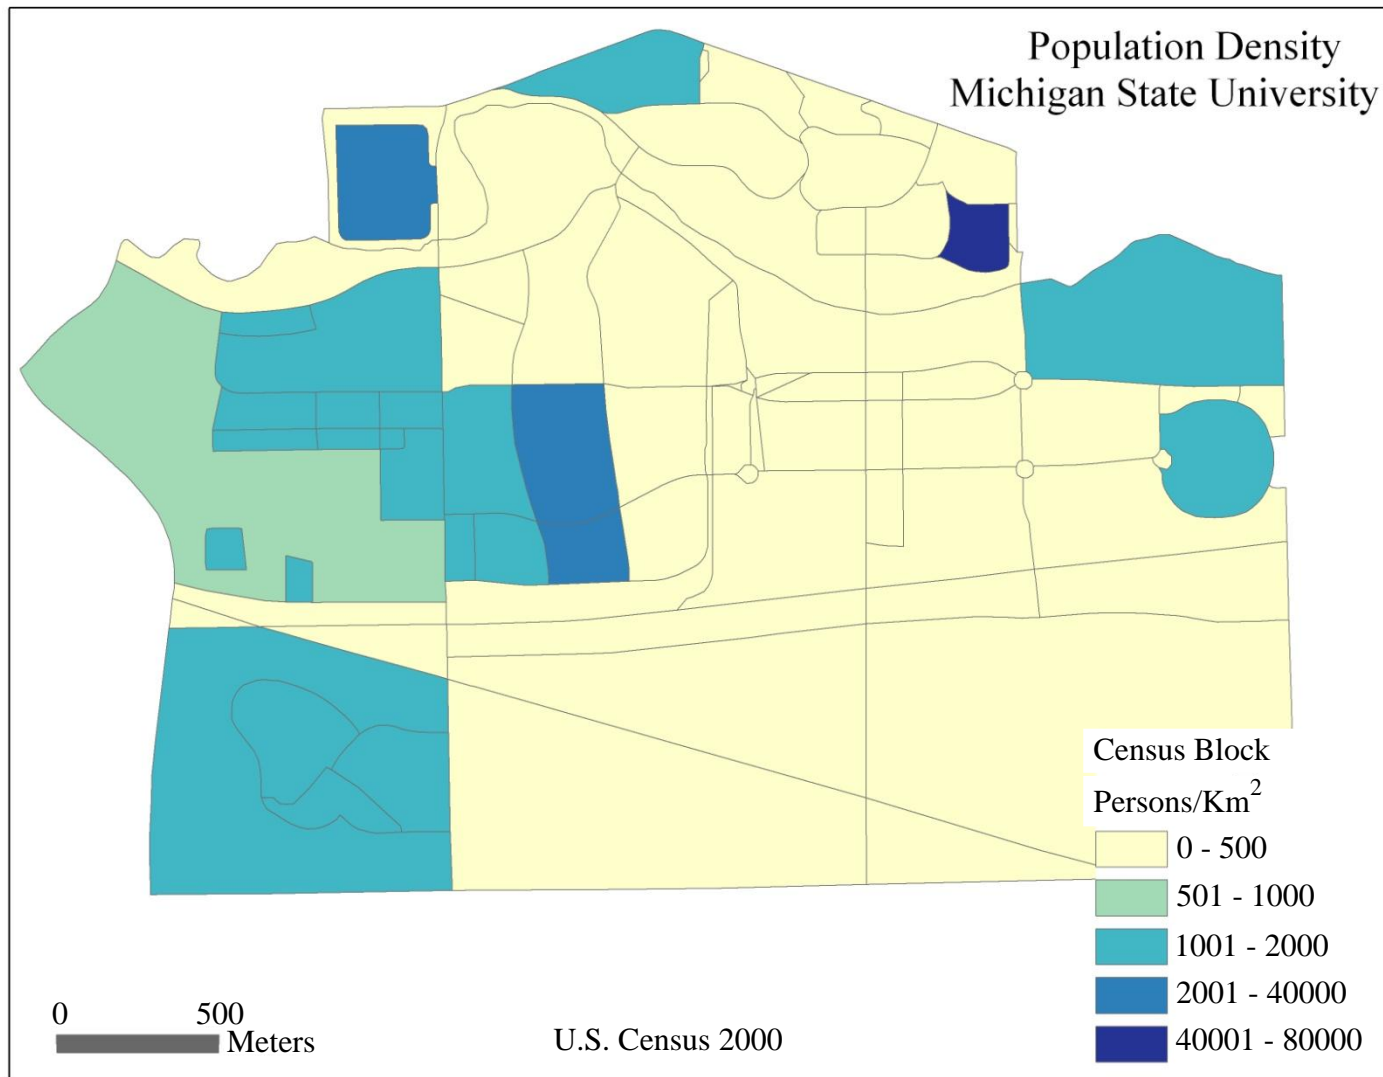 Population Density
Michigan State University
Census Block
Persons/Km²
0 - 500
501 - 1000
1001 - 2000
2001 - 40000
40001 - 80000
0 500
Meters
U.S. Census 2000